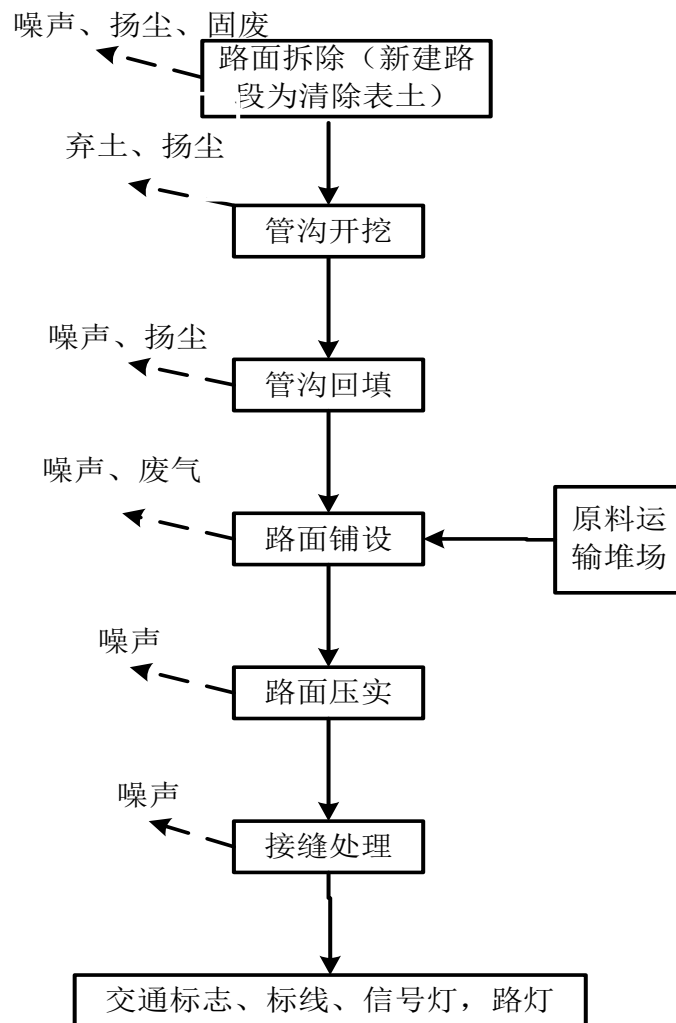 噪声、扬尘、固废
路面拆除（新建路
段为清除表土）
弃土、扬尘
管沟开挖
噪声、扬尘
管沟回填
噪声、废气
路面铺设
原料运
输堆场
噪声
路面压实
噪声
接缝处理
交通标志、标线、信号灯，路灯